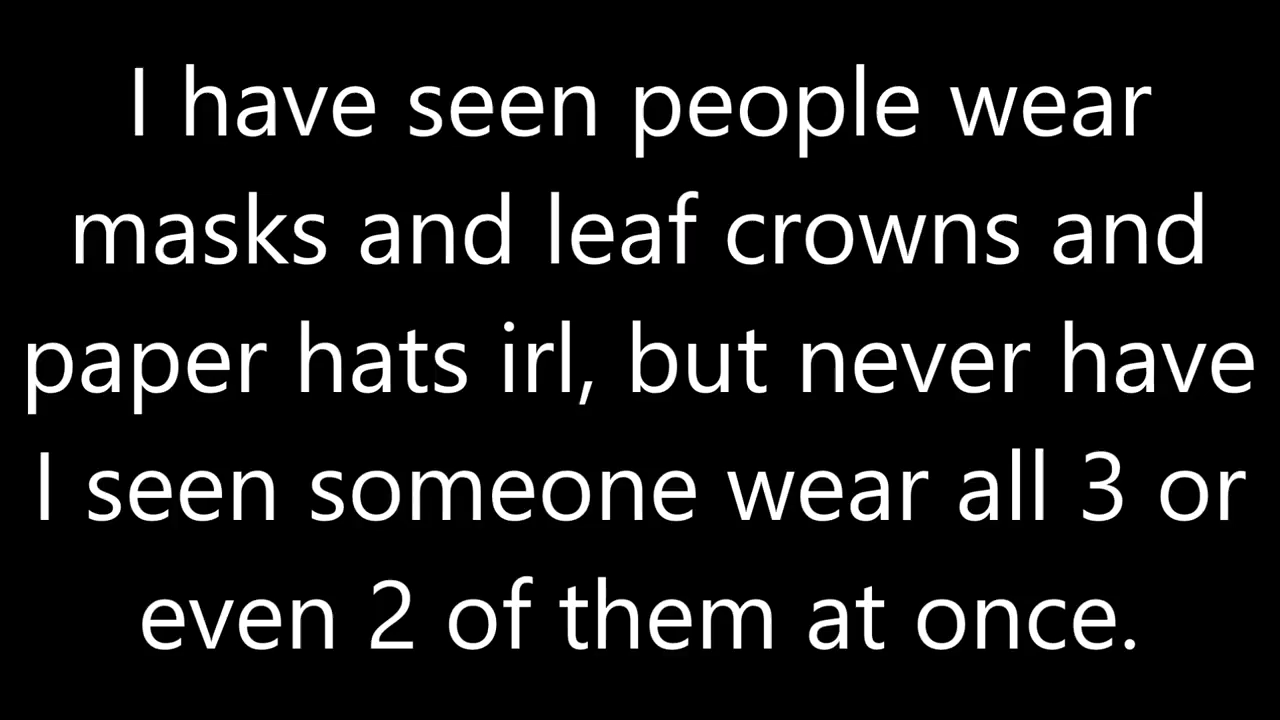 I have seen people wear
masks and leaf crowns and
paper hats irl, but never have
I seen someone wear all 3 or
even 2 of them at once.